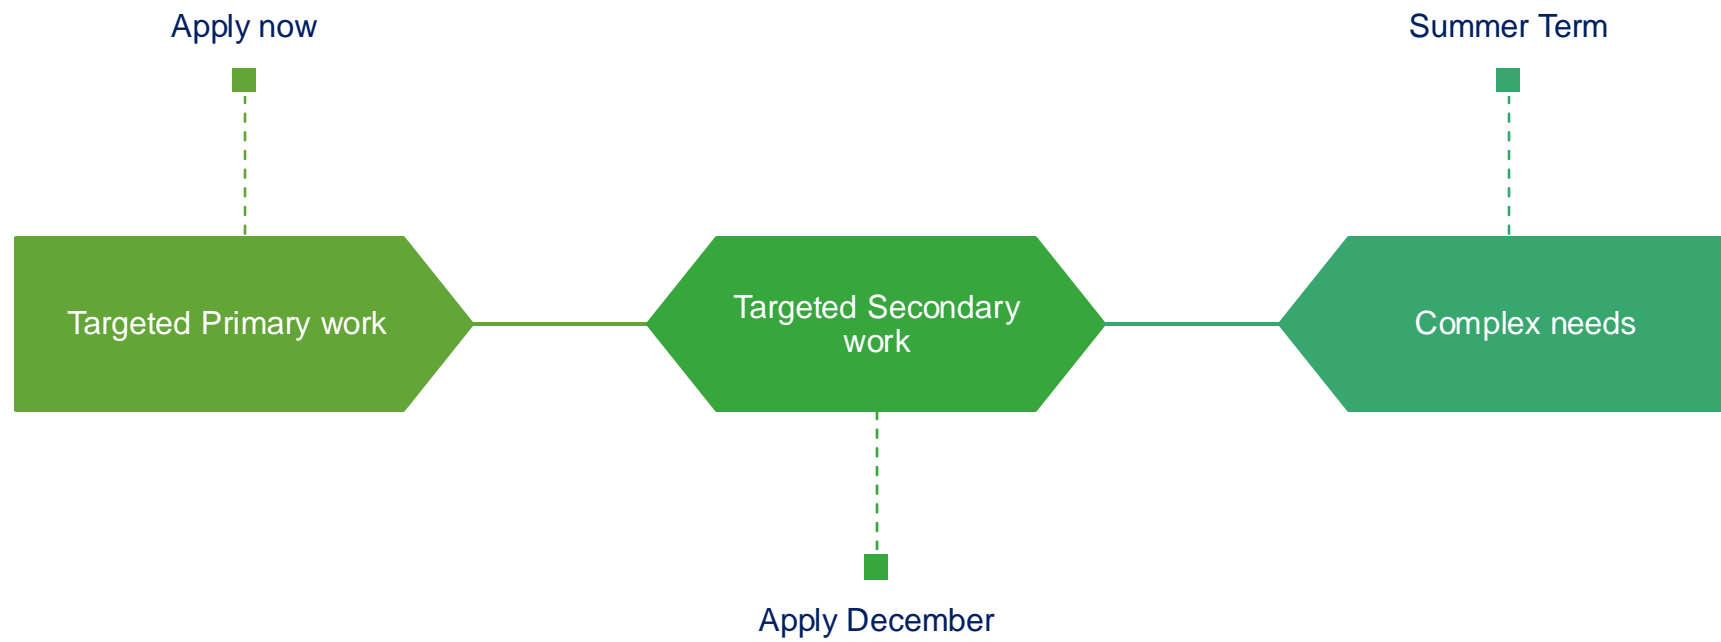 Apply now
Summer Term
Targeted Primary work
Targeted Secondary
work
Complex needs
Apply December